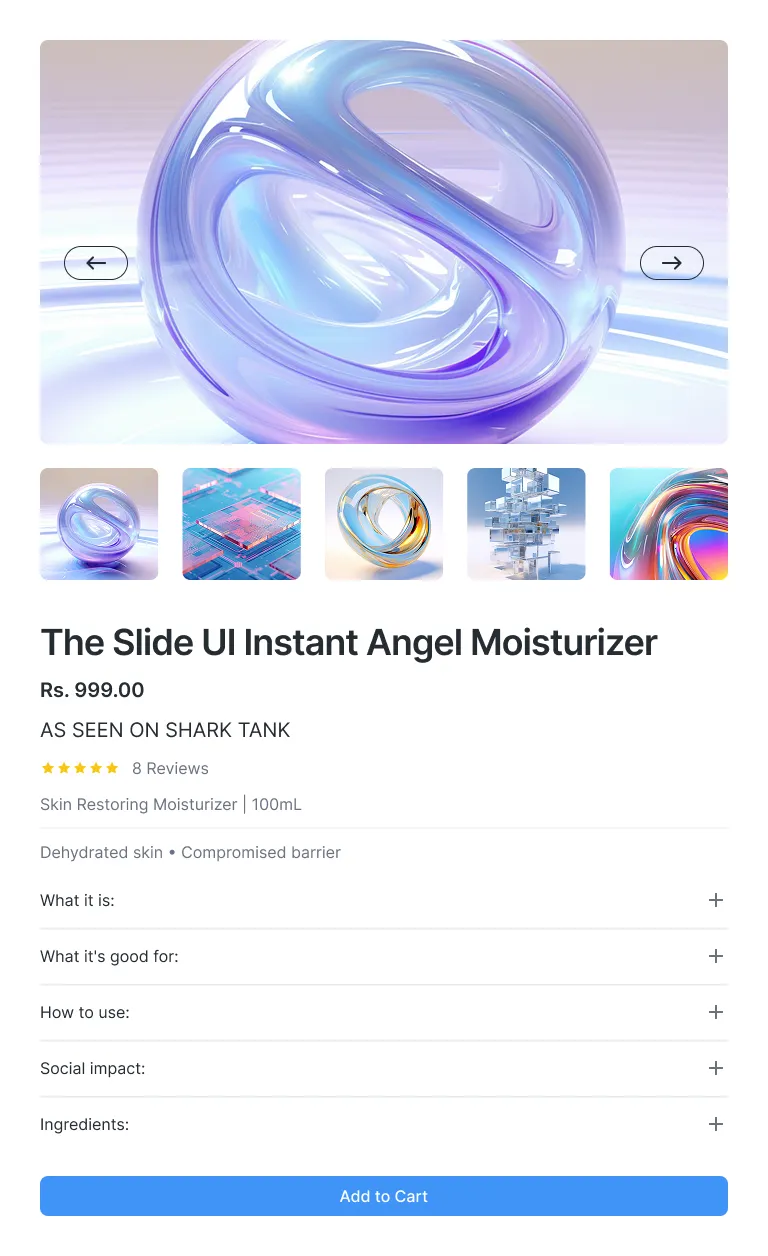 The Slide UI Instant Angel Moisturizer
Rs. 999.00
AS SEEN ON SHARK TANK
8 Reviews
Skin Restoring Moisturizer | 100mL
Dehydrated skin • Compromised barrier
What it is:
What it's good for:
How to use:
Social impact:
Ingredients:
Add to Cart